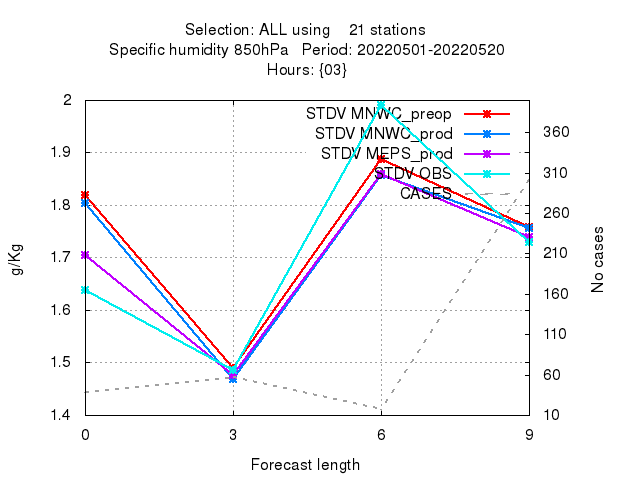 Selection: ALL using 21 stations
Specific humidity 850hPa Period: 20220501-20220520
Hours: {03}
2
1.9
1.8
1.7
1.6
1.5
1.4
g/Kg
STDV MNWC_preop
STDV MNWC_prod
STDV MEPS_prod
STDV OBS
CASES
360
310
260
210
160
110
60
10
No cases
0 3 6 9
Forecast length